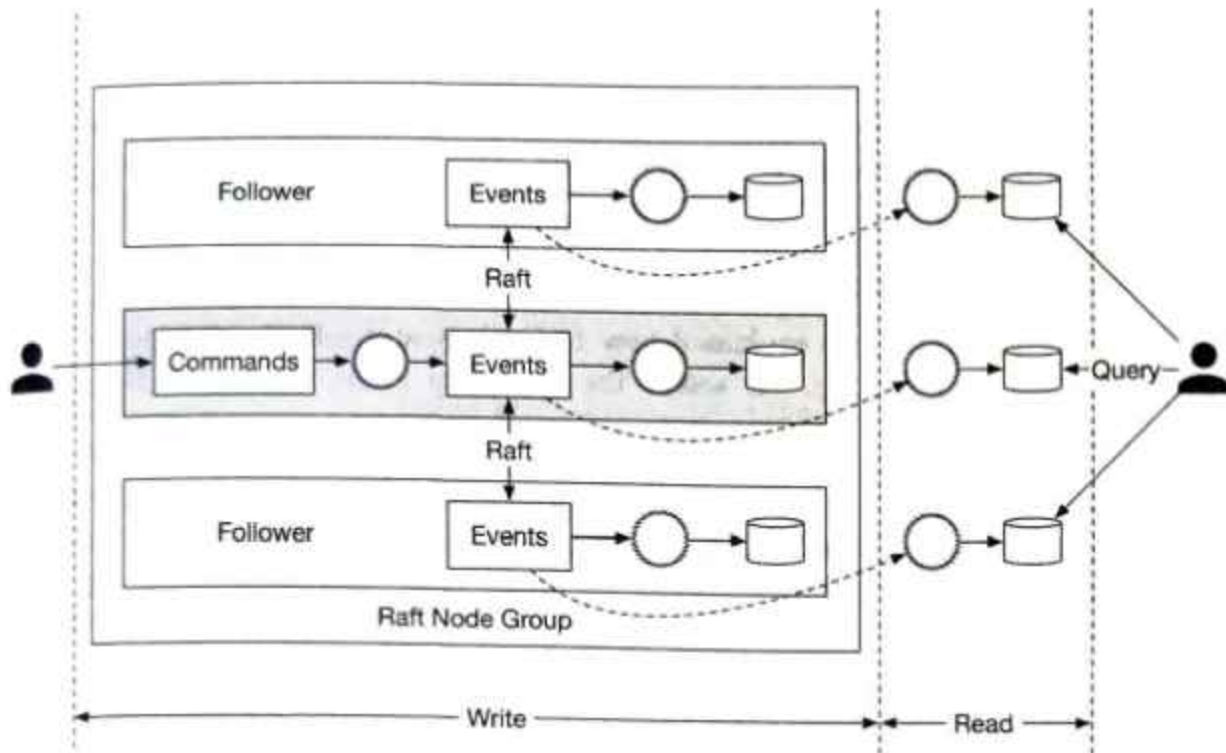 Follower
Events
Raft
Commands
Events
Raft
Follower
Events
Raft Node Group
Query
Write
Read